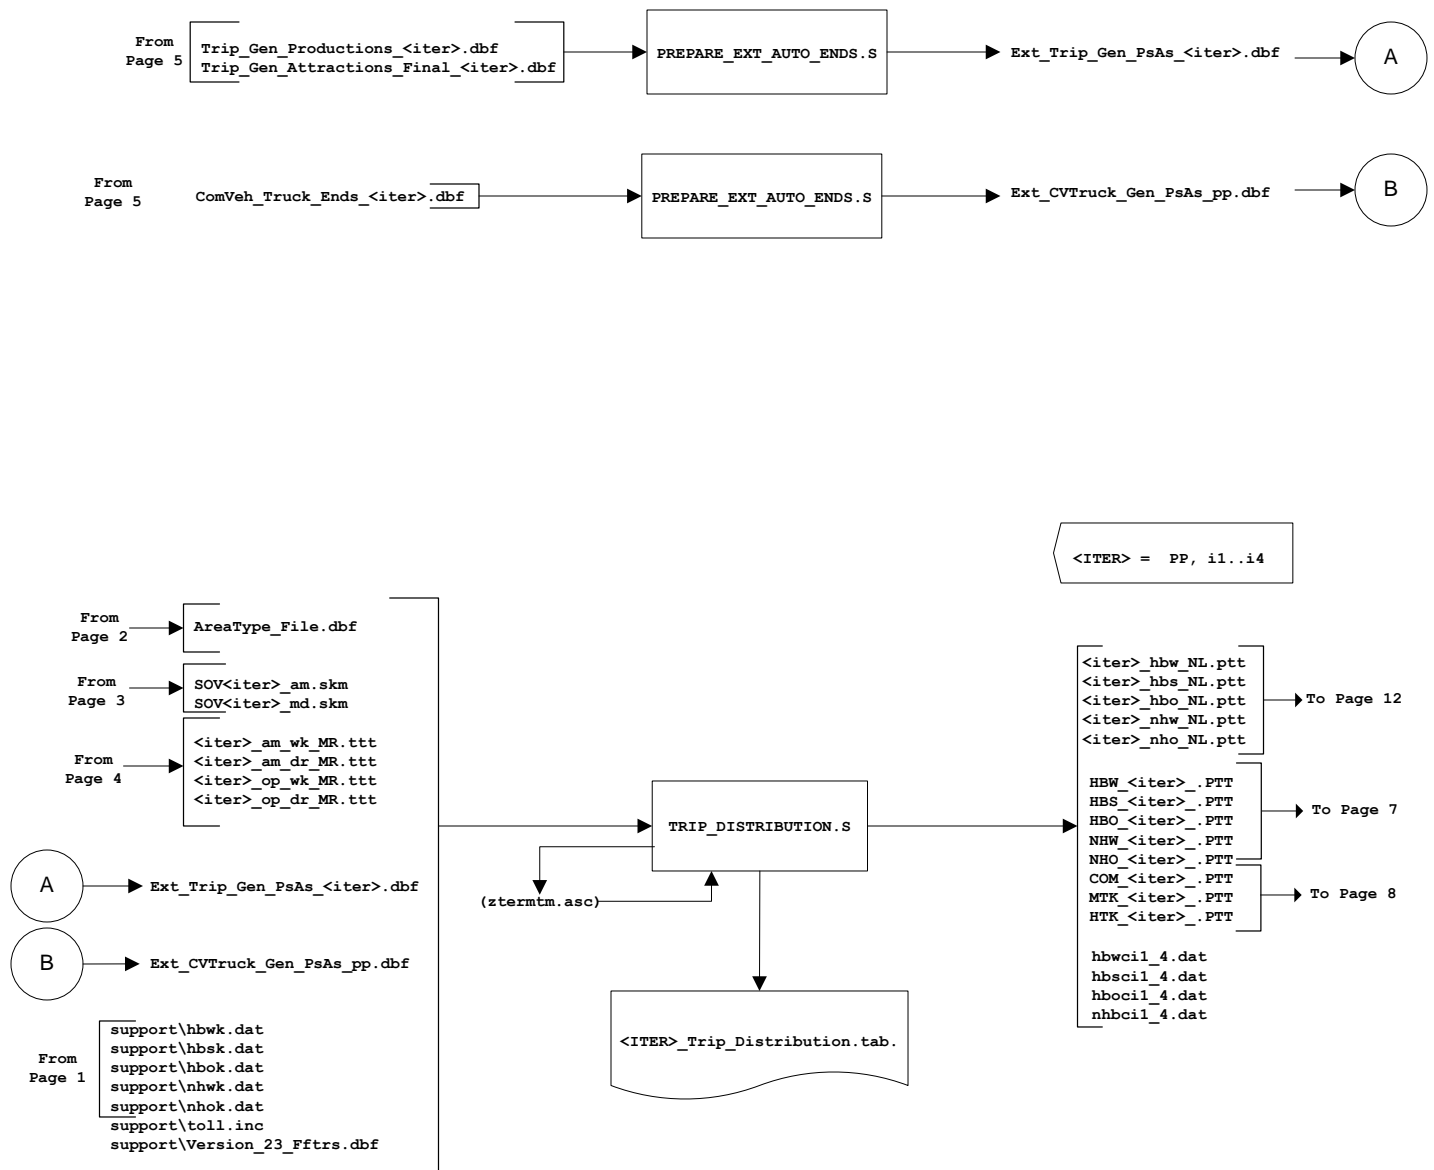 From
Page 5
Trip_Gen_Productions_<iter>.dbf
Trip_Gen_Attractions_Final_<iter>.dbf
PREPARE_EXT_AUTO_ENDS.S
Ext_Trip_Gen_PsAs_<iter>.dbf
A
From
Page 5
ComVeh_Truck_Ends_<iter>.dbf
PREPARE_EXT_AUTO_ENDS.S
Ext_CVTruck_Gen_PsAs_pp.dbf
B
<ITER> = PP, i1..i4
From
Page 2
AreaType_File.dbf
From
Page 3
SOV<iter>_am.skm
SOV<iter>_md.skm
From
Page 4
<iter>_am_wk_MR.ttt
<iter>_am_dr_MR.ttt
<iter>_op_wk_MR.ttt
<iter>_op_dr_MR.ttt
A
Ext_Trip_Gen_PsAs_<iter>.dbf
B
Ext_CVTruck_Gen_PsAs_pp.dbf
From
Page 1
support\hbwk.dat
support\hbsk.dat
support\hbok.dat
support\nhwk.dat
support\nhok.dat
support\toll.inc
support\Version_23_Fftrs.dbf
TRIP_DISTRIBUTION.S
(ztermtm.asc)
<ITER>_Trip_Distribution.tab.
<iter>_hbw_NL.ptt
<iter>_hbs_NL.ptt
<iter>_hbo_NL.ptt
<iter>_nhw_NL.ptt
<iter>_nho_NL.ptt
To Page 12
HBW_<iter>_.PTT
HBS_<iter>_.PTT
HBO_<iter>_.PTT
NHW_<iter>_.PTT
NHO_<iter>_.PTT
To Page 7
COM_<iter>_.PTT
MTK_<iter>_.PTT
HTK_<iter>_.PTT
To Page 8
hbwci1_4.dat
hbsci1_4.dat
hboci1_4.dat
nhbci1_4.dat